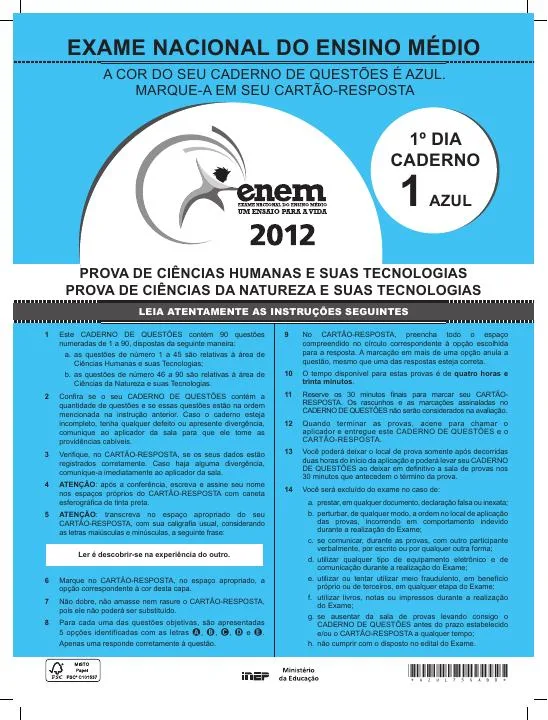 EXAME NACIONAL DO ENSINO MÉDIO
A COR DO SEU CADERNO DE QUESTÕES É AZUL.
MARQUE-A EM SEU CARTÃO-RESPOSTA
1º DIA
CADERNO
1 AZUL
enem
EXAME NACIONAL DO ENSINO MÉDIO
UM ENSAIO PARA A VIDA
2012
PROVA DE CIÊNCIAS HUMANAS E SUAS TECNOLOGIAS
PROVA DE CIÊNCIAS DA NATUREZA E SUAS TECNOLOGIAS
LEIA ATENTAMENTE AS INSTRUÇÕES SEGUINTES
1 Este CADERNO DE QUESTÕES contém 90 questões
numeradas de 1 a 90, dispostas da seguinte maneira:
a. as questões de número 1 a 45 são relativas à área de
Ciências Humanas e suas Tecnologias;
b. as questões de número 46 a 90 são relativas à área de
Ciências da Natureza e suas Tecnologias.
2 Confira se o seu CADERNO DE QUESTÕES contém a
quantidade de questões e se essas questões estão na ordem
mencionada na instrução anterior. Caso o caderno esteja
incompleto, tenha qualquer defeito ou apresente divergência,
comunique ao aplicador da sala para que ele tome as
providências cabíveis.
3 Verifique, no CARTÃO-RESPOSTA, se os seus dados estão
registrados corretamente. Caso haja alguma divergência,
comunique-a imediatamente ao aplicador da sala.
4 ATENÇÃO: após a conferência, escreva e assine seu nome
nos espaços próprios do CARTÃO-RESPOSTA com caneta
esferográfica de tinta preta.
5 ATENÇÃO: transcreva no espaço apropriado do seu
CARTÃO-RESPOSTA, com sua caligrafia usual, considerando
as letras maiúsculas e minúsculas, a seguinte frase:
Ler é descobrir-se na experiência do outro.
6 Marque no CARTÃO-RESPOSTA, no espaço apropriado, a
opção correspondente à cor desta capa.
7 Não dobre, não amasse nem rasure o CARTÃO-RESPOSTA,
pois ele não poderá ser substituído.
8 Para cada uma das questões objetivas, são apresentadas
5 opções identificadas com as letras A, B, C, D e E.
Apenas uma responde corretamente à questão.
9 No CARTÃO-RESPOSTA, preencha todo o espaço
compreendido no círculo correspondente à opção escolhida
para a resposta. A marcação em mais de uma opção anula a
questão, mesmo que uma das respostas esteja correta.
10 O tempo disponível para estas provas é de quatro horas e
trinta minutos.
11 Reserve os 30 minutos finais para marcar seu CARTÃO-
RESPOSTA. Os rascunhos e as marcações assinaladas no
CADERNO DE QUESTÕES não serão considerados na avaliação.
12 Quando terminar as provas, acene para chamar o
aplicador e entregue este CADERNO DE QUESTÕES e o
CARTÃO-RESPOSTA.
13 Você poderá deixar o local de prova somente após decorridas
duas horas do início da aplicação e poderá levar seu CADERNO
DE QUESTÕES ao deixar em definitivo a sala de provas nos
30 minutos que antecedem o término da prova.
14 Você será excluído do exame no caso de:
a. prestar, em qualquer documento, declaração falsa ou inexata;
b. perturbar, de qualquer modo, a ordem no local de aplicação
das provas, incorrendo em comportamento indevido
durante a realização do Exame;
c. se comunicar, durante as provas, com outro participante
verbalmente, por escrito ou por qualquer outra forma;
d. utilizar qualquer tipo de equipamento eletrônico e de
comunicação durante a realização do Exame;
e. utilizar ou tentar utilizar meio fraudulento, em benefício
próprio ou de terceiros, em qualquer etapa do Exame;
f. utilizar livros, notas ou impressos durante a realização
do Exame;
g. se ausentar da sala de provas levando consigo o
CADERNO DE QUESTÕES antes do prazo estabelecido
e/ou o CARTÃO-RESPOSTA a qualquer tempo;
h. não cumprir com o disposto no edital do Exame.
FSC
MISTO
Papel
FSC® C101537
INEP
Ministério
da Educação